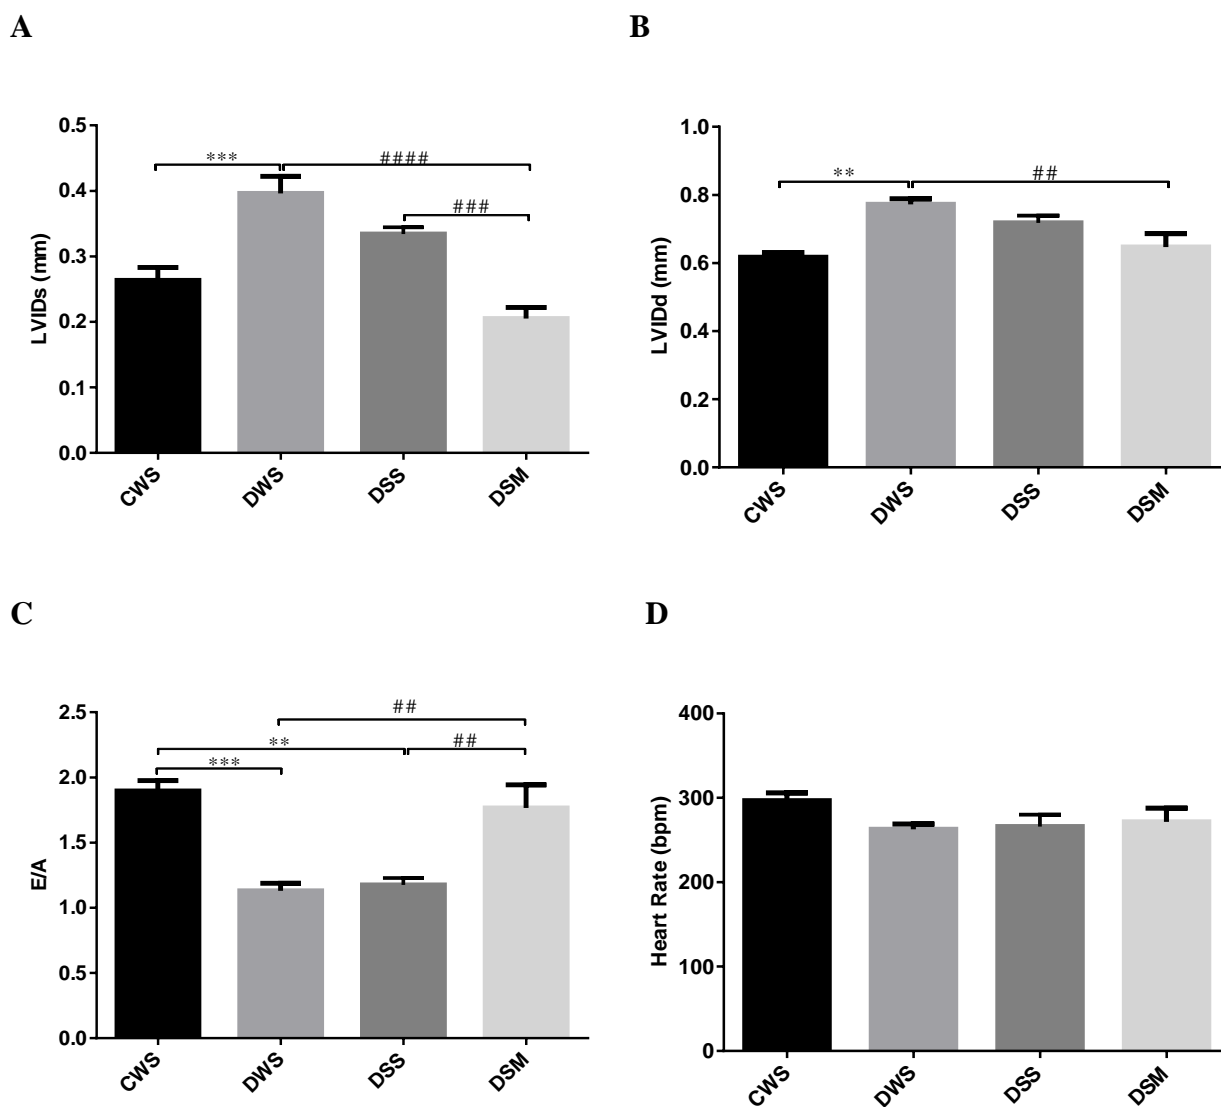 A
B
0.5
0.4
0.3
0.2
0.1
0.0
LVIDs (mm)
***
####
###
CWS
DWS
DSS
DSM
1.0
0.8
0.6
0.4
0.2
0.0
LVIDd (mm)
**
##
CWS
DWS
DSS
DSM
C
D
2.5
2.0
1.5
1.0
0.5
0.0
E/A
##
**
##
***
CWS
DWS
DSS
DSM
400
300
200
100
0
Heart Rate (bpm)
CWS
DWS
DSS
DSM